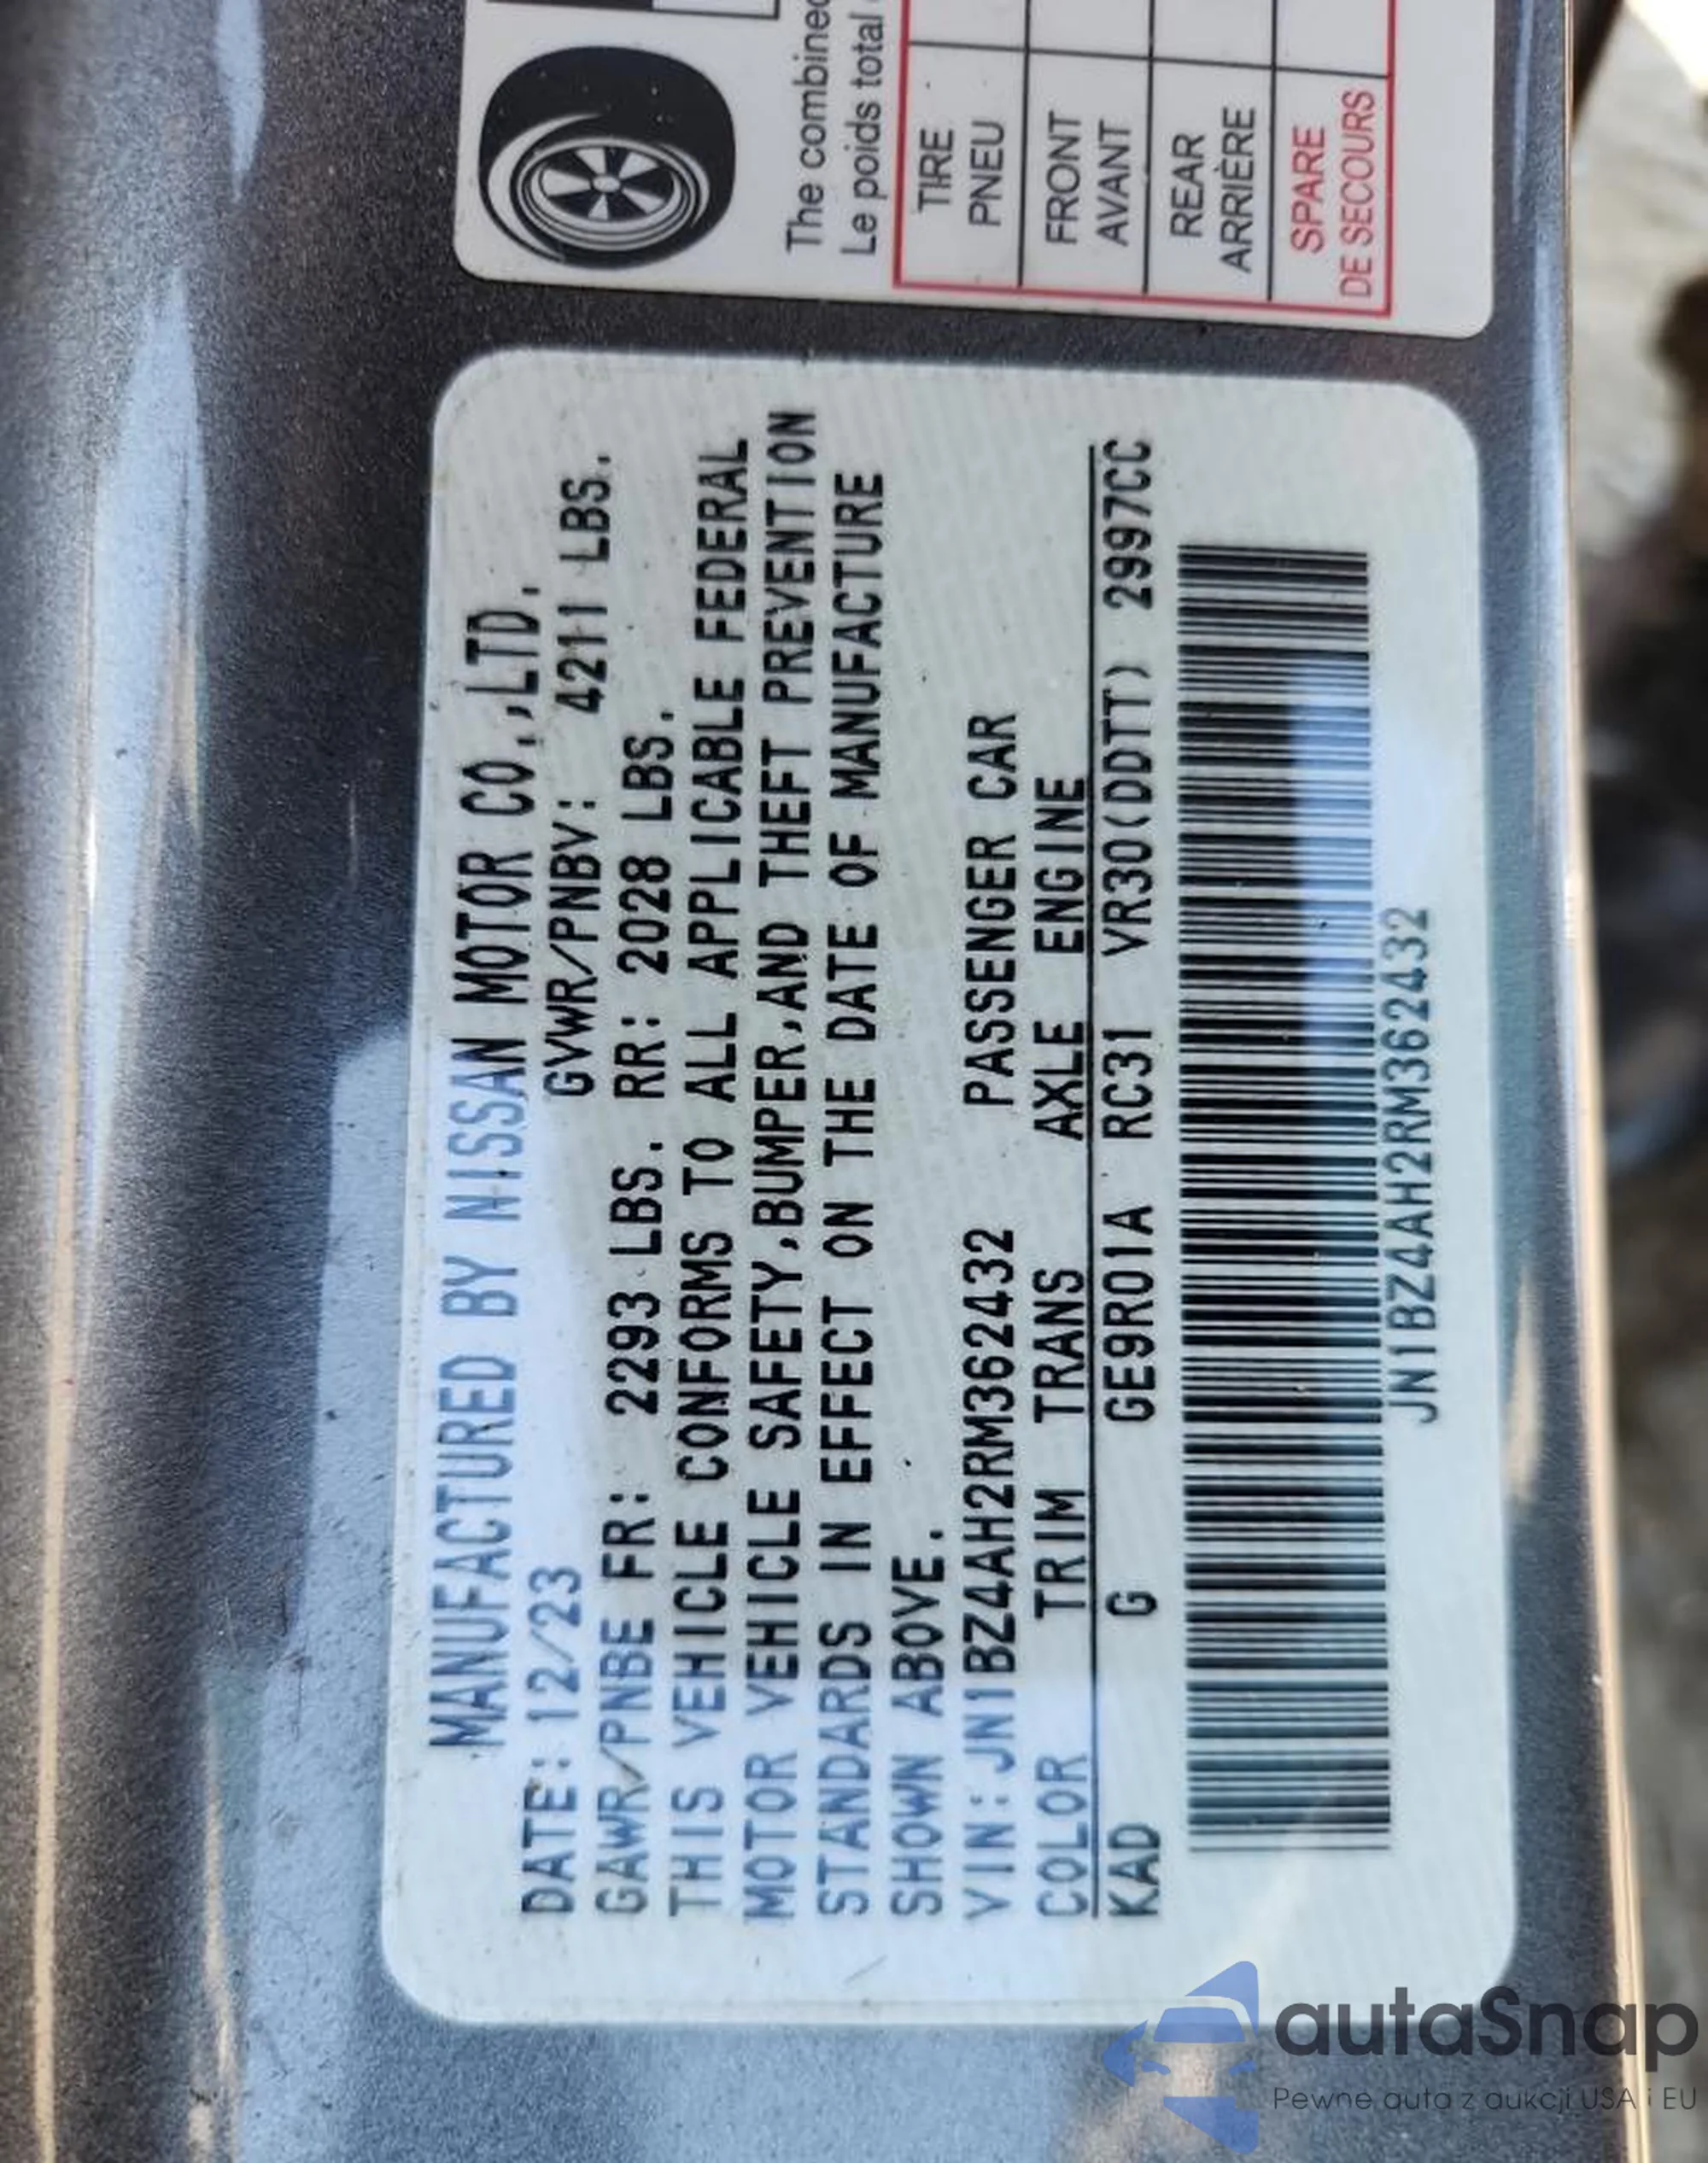 MANUFACTURED BY NISSAN MOTOR CO.,LTD.
DATE: 12/23 GVWR/PNBV: 4211 LBS.
GAWR/PNBE FR: 2293 LBS. RR: 2028 LBS.
THIS VEHICLE CONFORMS TO ALL APPLICABLE FEDERAL
MOTOR VEHICLE SAFETY,BUMPER,AND THEFT PREVENTION
STANDARDS IN EFFECT ON THE DATE OF MANUFACTURE
SHOWN ABOVE.
VIN: JN1BZ4AH2RM362432 PASSENGER CAR
COLOR TRIM TRANS AXLE ENGINE
KAD G GE9R01A RC31 VR30(DDTT) 2997CC
JN1BZ4AH2RM362432
The combined
Le poids total
TIRE
PNEU
FRONT
AVANT
REAR
ARRIÈRE
SPARE
DE SECOURS
autaSnap
Pewne auta z aukcji USA i EU